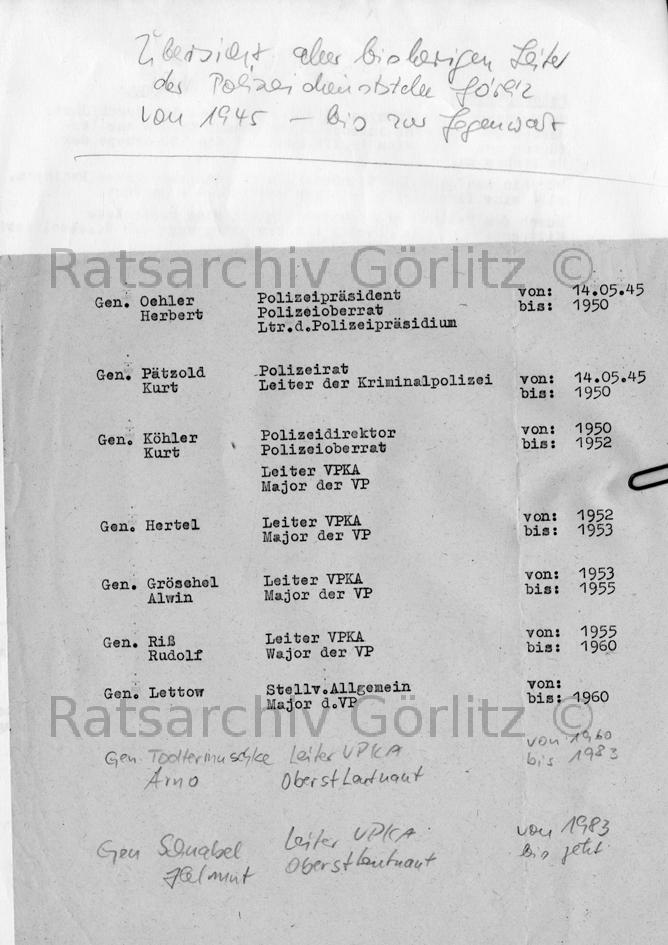 Übersicht aller bisherigen Leiter
der Polizeidienststelle Görlitz
von 1945 - bis zur Gegenwart
Ratsarchiv Görlitz ©
Gen. Oehler Polizeipräsident von: 14.05.45
Herbert Polizeioberrat bis: 1950
Ltr.d.Polizeipräsidium
Gen. Pätzold Polizeirat
Kurt Leiter der Kriminalpolizei von: 14.05.45
bis: 1950
Gen. Köhler Polizeidirektor von: 1950
Kurt Polizeioberrat bis: 1952
Leiter VPKA
Major der VP
Gen. Hertel Leiter VPKA von: 1952
Major der VP bis: 1953
Gen. Gröschel Leiter VPKA von: 1953
Alwin Major der VP bis: 1955
Gen. Riß Leiter VPKA von: 1955
Rudolf Wajor der VP bis: 1960
Gen. Lettow Stellv.Allgemein von:
Major d.VP bis: 1960
Ratsarchiv Görlitz ©
Gen. Todtermuschke Leiter VPKA von 1960
Arno Oberstleutnant bis 1983
Gen Schnabel Leiter VPKA von 1983
Helmut Oberstleutnant bis jetzt